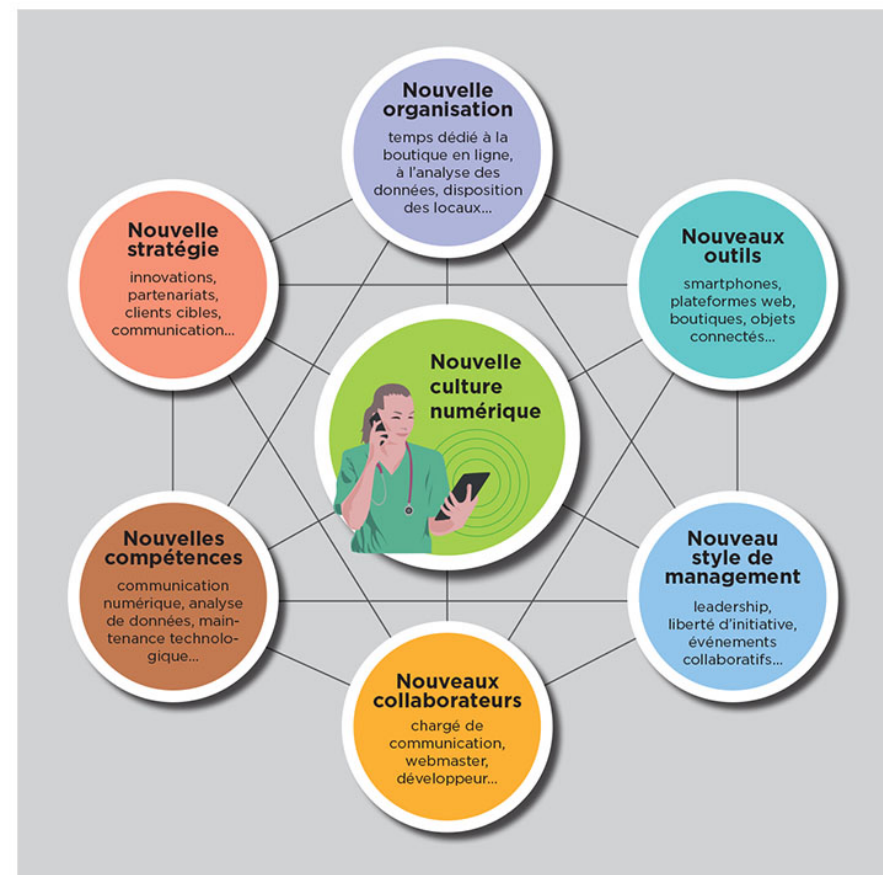 Nouvelle
organisation
temps dédié à la
boutique en ligne,
à l'analyse des
données, disposition
des locaux...
Nouvelle
stratégie
innovations,
partenariats,
clients cibles,
communication...
Nouveaux
outils
smartphones,
plateformes web,
boutiques, objets
connectés...
Nouvelle
culture
numérique
Nouvelles
compétences
communication
numérique, analyse
de données, main-
tenance technolo-
gique...
Nouveau
style de
management
leadership,
liberté d'initiative,
événements
collaboratifs...
Nouveaux
collaborateurs
chargé de
communication,
webmaster,
développeur...